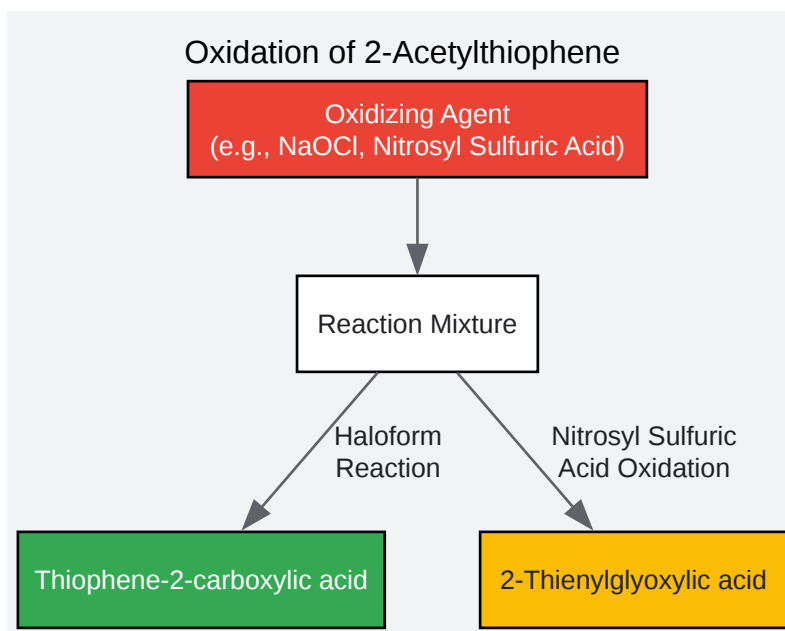 Oxidation of 2-Acetylthiophene
Oxidizing Agent
(e.g., NaOCl, Nitrosyl Sulfuric Acid)
Reaction Mixture
Haloform
Reaction
Nitrosyl Sulfuric
Acid Oxidation
Thiophene-2-carboxylic acid
2-Thienylglyoxylic acid